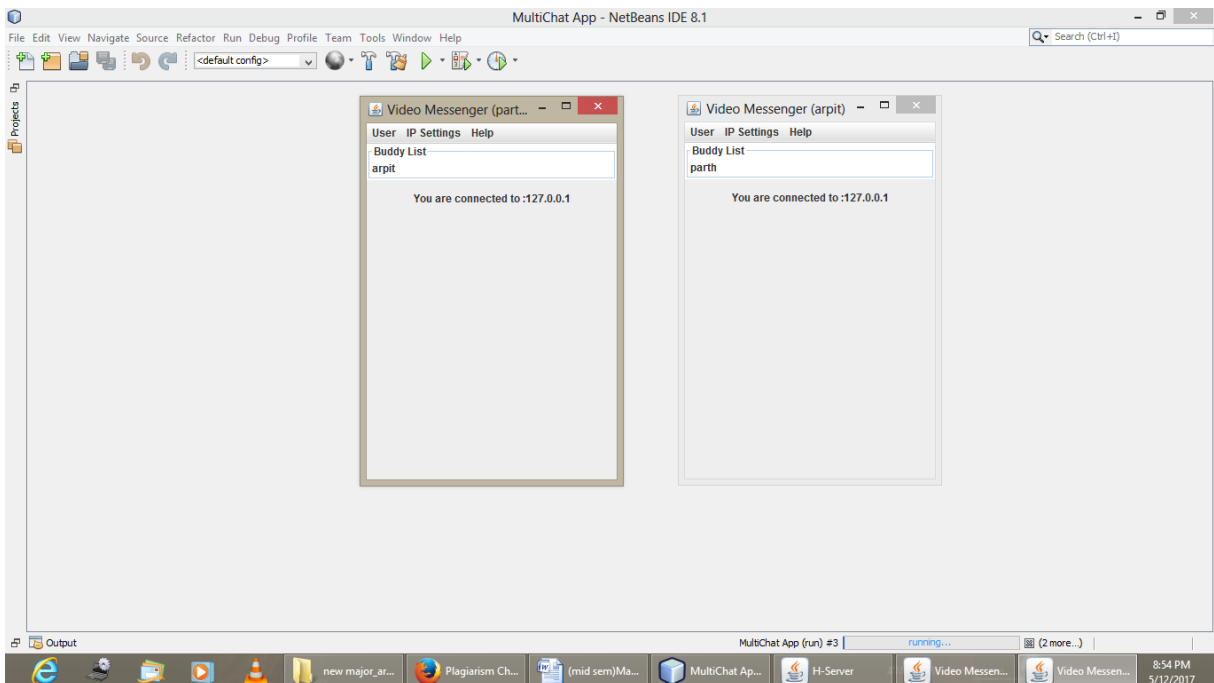 MultiChat App - NetBeans IDE 8.1
File Edit View Navigate Source Refactor Run Debug Profile Team Tools Window Help
Search (Ctrl+I)
<default config>
Projects
Video Messenger (part...
User IP Settings Help
Buddy List
arpit
You are connected to :127.0.0.1
Video Messenger (arpit)
User IP Settings Help
Buddy List
parth
You are connected to :127.0.0.1
Output
MultiChat App (run) #3
running...
(2 more...)
new major_ar...
Plagiarism Ch...
(mid sem)Ma...
MultiChat Ap...
H-Server
Video Messen...
Video Messen...
8:54 PM
5/12/2017